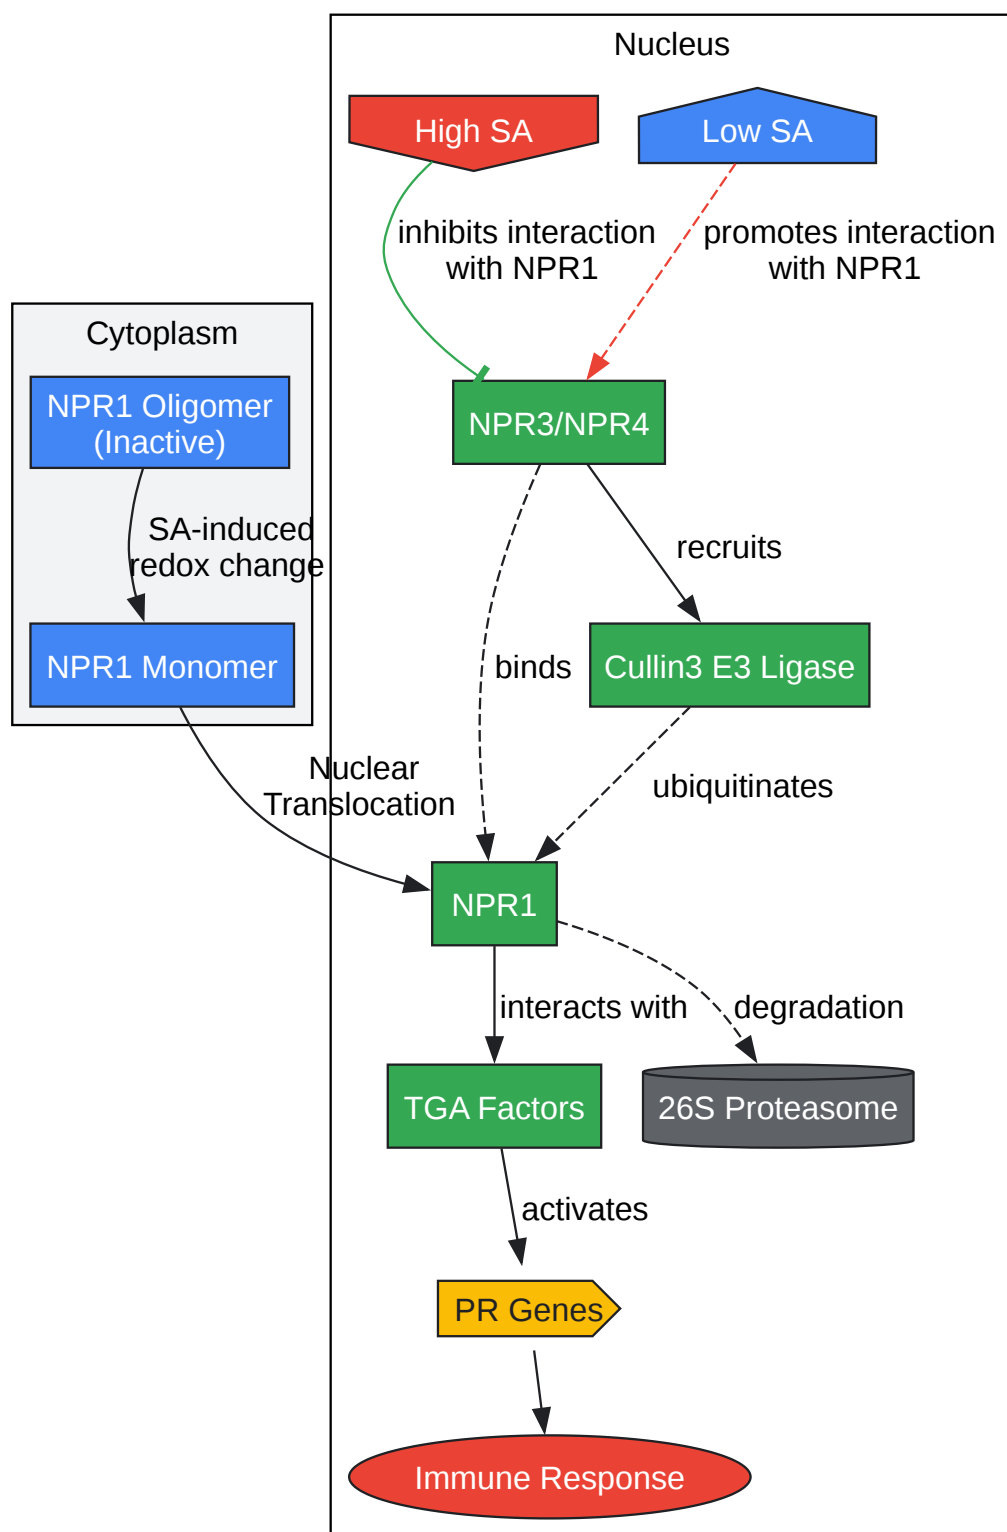 Nucleus
High SA
Low SA
inhibits interaction
with NPR1
promotes interaction
with NPR1
Cytoplasm
NPR1 Oligomer
(Inactive)
NPR3/NPR4
SA-induced
redox change
recruits
NPR1 Monomer
binds
Cullin3 E3 Ligase
Nuclear
Translocation
ubiquitinates
NPR1
interacts with
degradation
TGA Factors
26S Proteasome
activates
PR Genes
Immune Response